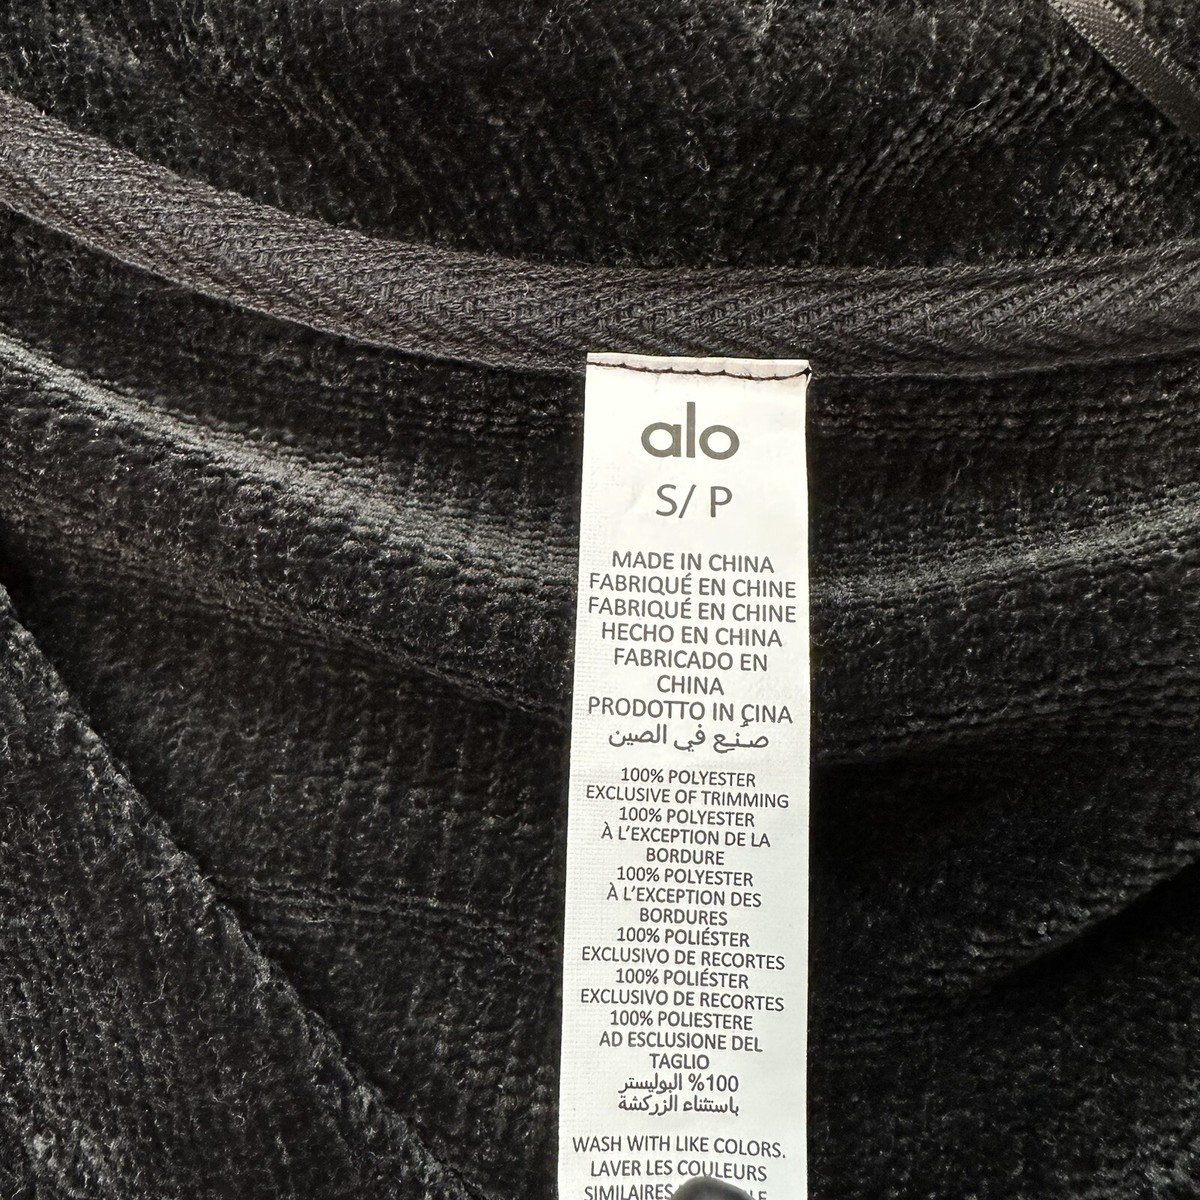 alo
S/ P
MADE IN CHINA
FABRIQUÉ EN CHINE
FABRIQUÉ EN CHINE
HECHO EN CHINA
FABRICADO EN
CHINA
PRODOTTO IN CINA
صُنِع في الصين
100% POLYESTER
EXCLUSIVE OF TRIMMING
100% POLYESTER
À L'EXCEPTION DE LA
BORDURE
100% POLYESTER
À L'EXCEPTION DES
BORDURES
100% POLIÉSTER
EXCLUSIVO DE RECORTES
100% POLIÉSTER
EXCLUSIVO DE RECORTES
100% POLIESTERE
AD ESCLUSIONE DEL
TAGLIO
100% البوليستر
باستثناء الزركشة
WASH WITH LIKE COLORS.
LAVER LES COULEURS
SIMILAIRES